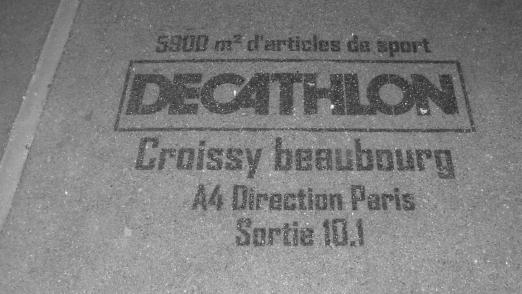 5900 m² d'articles de sport
DECATHLON
Croissy beaubourg
A4 Direction Paris
Sortie 10.1